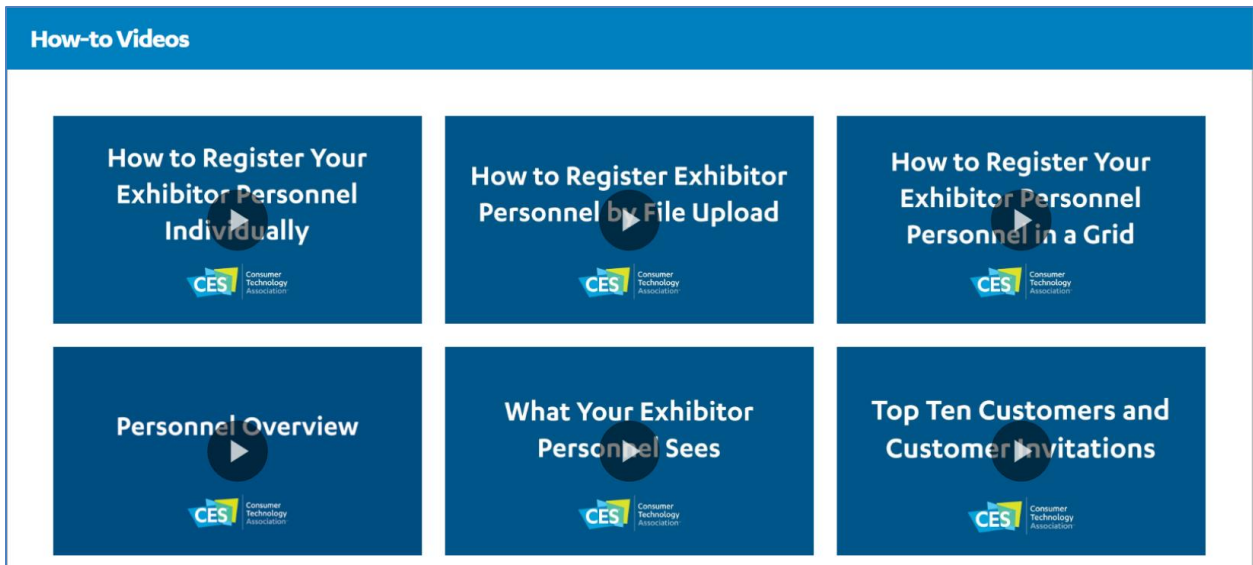 How-to Videos
How to Register Your
Exhibitor Personnel
Individually
CES
Consumer
Technology
Association
How to Register Exhibitor
Personnel by File Upload
CES
Consumer
Technology
Association
How to Register Your
Exhibitor Personnel
Personnel in a Grid
CES
Consumer
Technology
Association
Personnel Overview
CES
Consumer
Technology
Association
What Your Exhibitor
Personnel Sees
CES
Consumer
Technology
Association
Top Ten Customers and
Customer Invitations
CES
Consumer
Technology
Association